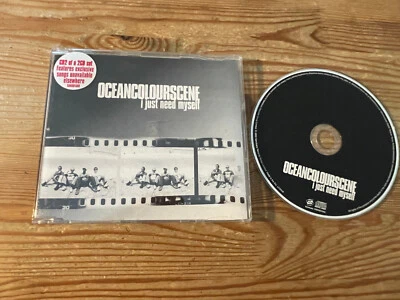 CD2 of a 2CD set
Features exclusive
songs unavailable
elsewhere
OCEANCOLOURSCENE
i just need myself
OCEANCOLOURSCENE
i just need myself